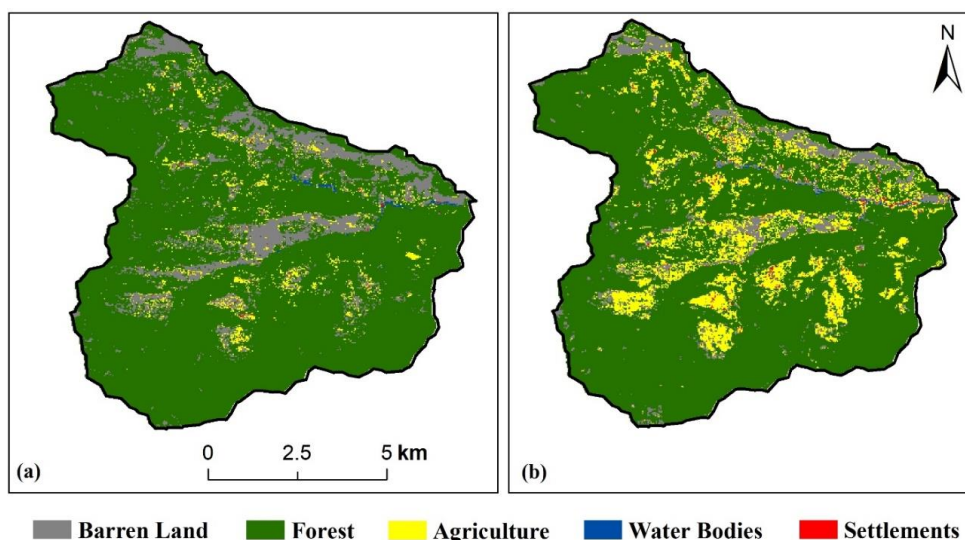 N
0 2.5 5 km
(a) (b)
Barren Land Forest Agriculture Water Bodies Settlements